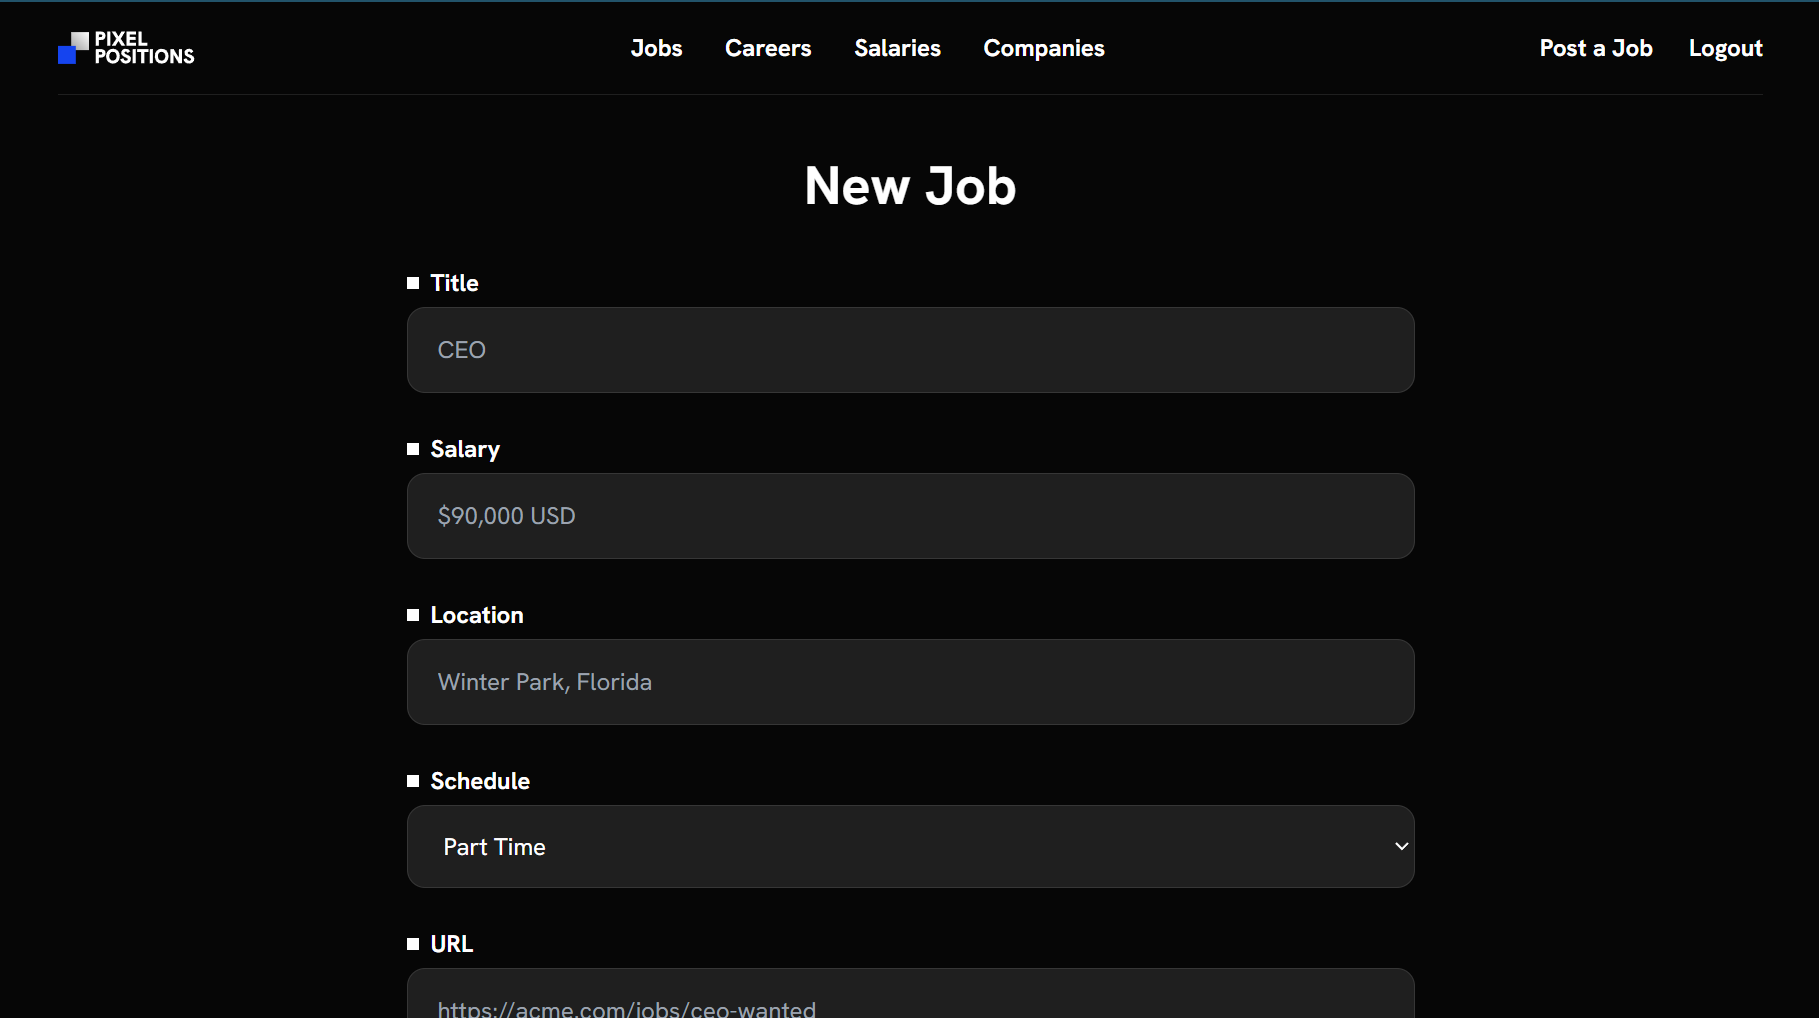 PIXEL
POSITIONS
Jobs Careers Salaries Companies
Post a Job Logout
New Job
Title
CEO
Salary
$90,000 USD
Location
Winter Park, Florida
Schedule
Part Time
URL
https://acme.com/jobs/ceo-wanted